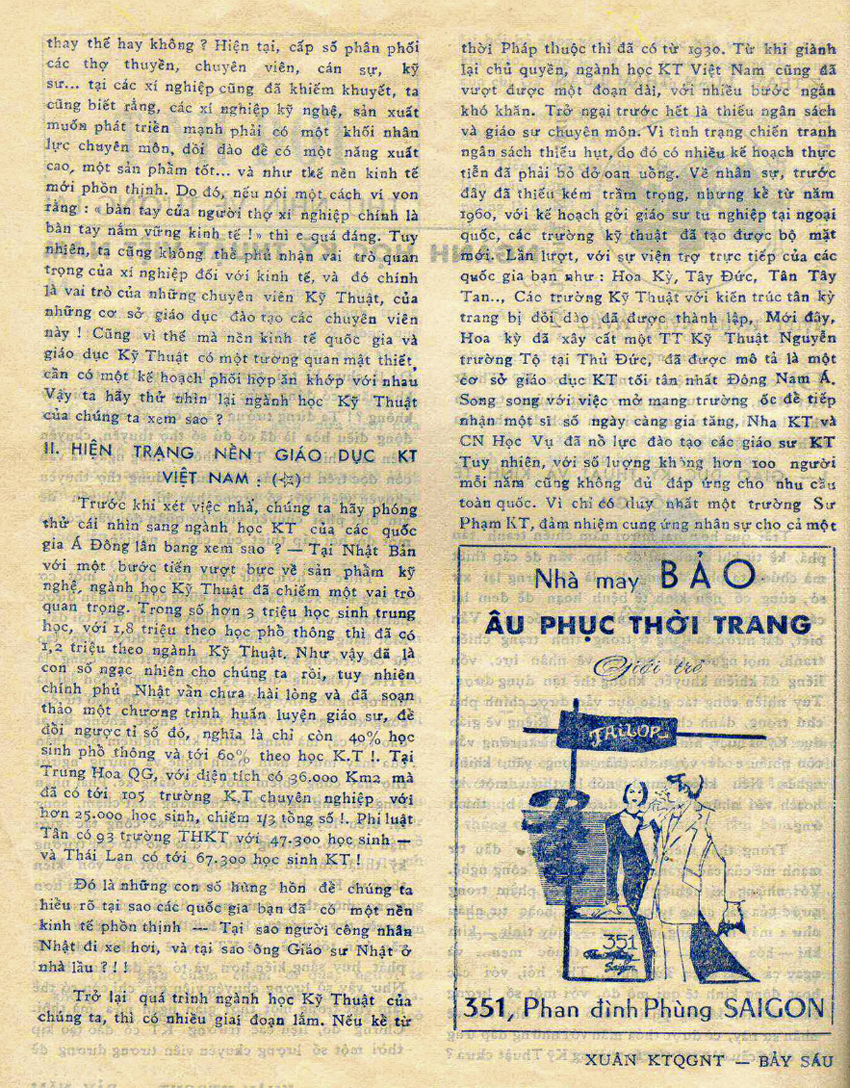 thay thế hay không ? Hiện tại, cấp số phân phối
các thợ thuyền, chuyên viên, cán sự, kỹ
sư... tại các xí nghiệp cũng đã khiếm khuyết, ta
cũng biết rằng, các xí nghiệp kỹ nghệ, sản xuất
muốn phát triển mạnh phải có một khối nhân
lực chuyên môn, dồi dào để có một năng xuất
cao, một sản phẩm tốt... và như thế nền kinh tế
mới phồn thịnh. Do đó, nếu nói một cách ví von
rằng : « bàn tay của người thợ xí nghiệp chính là
bàn tay nắm vững kinh tế ! » thì e quá đáng. Tuy
nhiên, ta cũng không thể phủ nhận vai trò quan
trọng của xí nghiệp đối với kinh tế, và đó chính
là vai trò của những chuyên viên Kỹ Thuật, của
những cơ sở giáo dục đào tạo các chuyên viên
này ! Cũng vì thế mà nền kinh tế quốc gia và
giáo dục Kỹ Thuật có một tương quan mật thiết,
cần có một kế hoạch phối hợp ăn khớp với nhau
Vậy ta hãy thử nhìn lại ngành học Kỹ Thuật
của chúng ta xem sao ?
II. HIỆN TRẠNG NỀN GIÁO DỤC KT
VIỆT NAM :
Trước khi xét việc nhà, chúng ta hãy phóng
thử cái nhìn sang ngành học KT của các quốc
gia Á Đông lân bang xem sao ? — Tại Nhật Bản
với một bước tiến vượt bực về sản phẩm kỹ
nghệ, ngành học Kỹ Thuật đã chiếm một vai trò
quan trọng. Trong số hơn 3 triệu học sinh trung
học, với 1,8 triệu theo học phổ thông thì đã có
1,2 triệu theo ngành Kỹ Thuật. Như vậy đã là
con số ngạc nhiên cho chúng ta rồi, tuy nhiên
chính phủ Nhật vẫn chưa hài lòng và đã soạn
thảo một chương trình huấn luyện giáo sư, để
đổi ngược tỉ số đó, nghĩa là chỉ còn 40% học
sinh phổ thông và tới 60% theo học K.T !. Tại
Trung Hoa QG, với diện tích có 36.000 Km2 mà
đã có tới 105 trường K.T chuyên nghiệp với
hơn 25.000 học sinh, chiếm 1/3 tổng số !. Phi luật
Tân có 93 trường THKT với 47.300 học sinh —
và Thái Lan có tới 67.300 học sinh KT !
Đó là những con số hùng hồn để chúng ta
hiểu rõ tại sao các quốc gia bạn đã có một nền
kinh tế phồn thịnh — Tại sao người công nhân
Nhật đi xe hơi, và tại sao ông Giáo sư Nhật ở
nhà lầu ? ! !
Trở lại quá trình ngành học Kỹ Thuật của
chúng ta, thì có nhiều giai đoạn lắm. Nếu kể từ
thời Pháp thuộc thì đã có từ 1930. Từ khi giành
lại chủ quyền, ngành học KT Việt Nam cũng đã
vượt được một đoạn dài, với nhiều bước ngắn
khó khăn. Trở ngại trước hết là thiếu ngân sách
và giáo sư chuyên môn. Vì tình trạng chiến tranh
ngân sách thiếu hụt, do đó có nhiều kế hoạch thực
tiễn đã phải bỏ dở oan uổng. Về nhân sự, trước
đây đã thiếu kém trầm trọng, nhưng kể từ năm
1960, với kế hoạch gởi giáo sư tu nghiệp tại ngoại
quốc, các trường kỹ thuật đã tạo được bộ mặt
mới. Lần lượt, với sự viện trợ trực tiếp của các
quốc gia bạn như : Hoa Kỳ, Tây Đức, Tân Tây
Tan.., Các trường Kỹ Thuật với kiến trúc tân kỳ
trang bị dồi dào đã được thành lập. Mới đây,
Hoa kỳ đã xây cất một TT Kỹ Thuật Nguyễn
trường Tộ tại Thủ Đức, đã được mô tả là một
cơ sở giáo dục KT tối tân nhất Đông Nam Á.
Song song với việc mở mang trường ốc để tiếp
nhận một sĩ số ngày càng gia tăng, Nha KT và
CN Học Vụ đã nỗ lực đào tạo các giáo sư KT
Tuy nhiên, với số lượng không hơn 100 người
mỗi năm cũng không đủ đáp ứng cho nhu cầu
toàn quốc. Vì chỉ có duy nhất một trường Sư
Phạm KT, đảm nhiệm cung ứng nhân sự cho cả một
Nhà may BẢO
ÂU PHỤC THỜI TRANG
Giới trẻ
TAILOR
351
Saigon
351, Phan đình Phùng SAIGON
XUÂN KTQGNT — BẢY SÁU